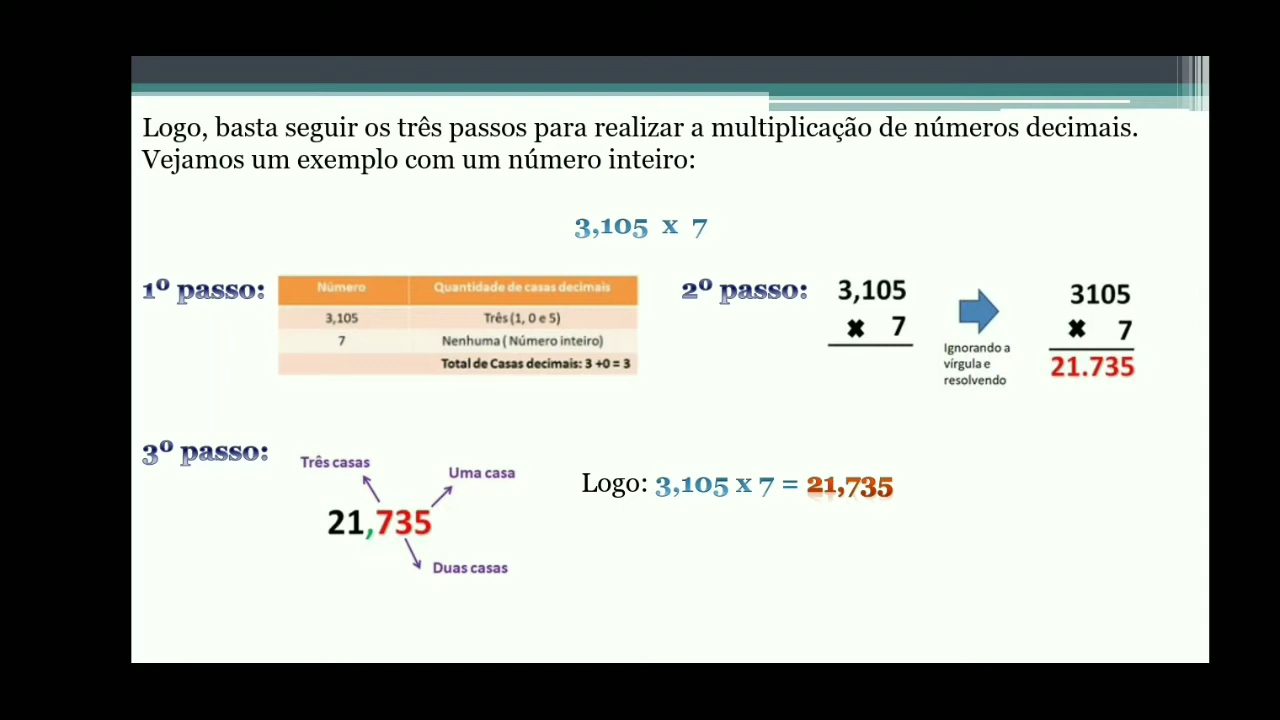 Logo, basta seguir os três passos para realizar a multiplicação de números decimais.
Vejamos um exemplo com um número inteiro:
3,105 x 7
1º passo:
Número Quantidade de casas decimais
3,105 Três (1, 0 e 5)
7 Nenhuma ( Número inteiro)
Total de Casas decimais: 3 +0 = 3
2º passo:
3,105
✖ 7
Ignorando a
vírgula e
resolvendo
3105
✖ 7
21.735
3º passo:
Três casas
Uma casa
21,735
Duas casas
Logo: 3,105 x 7 = 21,735